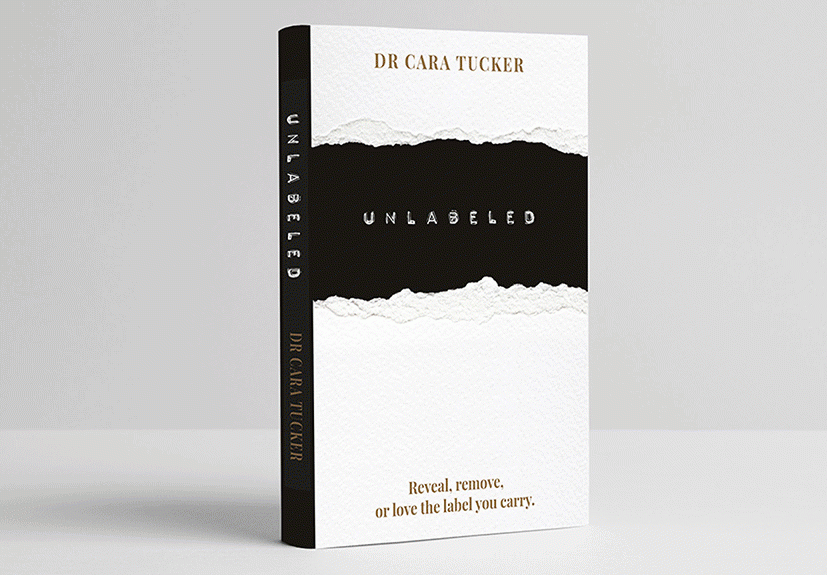 UNLABELED
DR CARA TUCKER
DR CARA TUCKER
UNLABELED
Reveal, remove,
or love the label you carry.